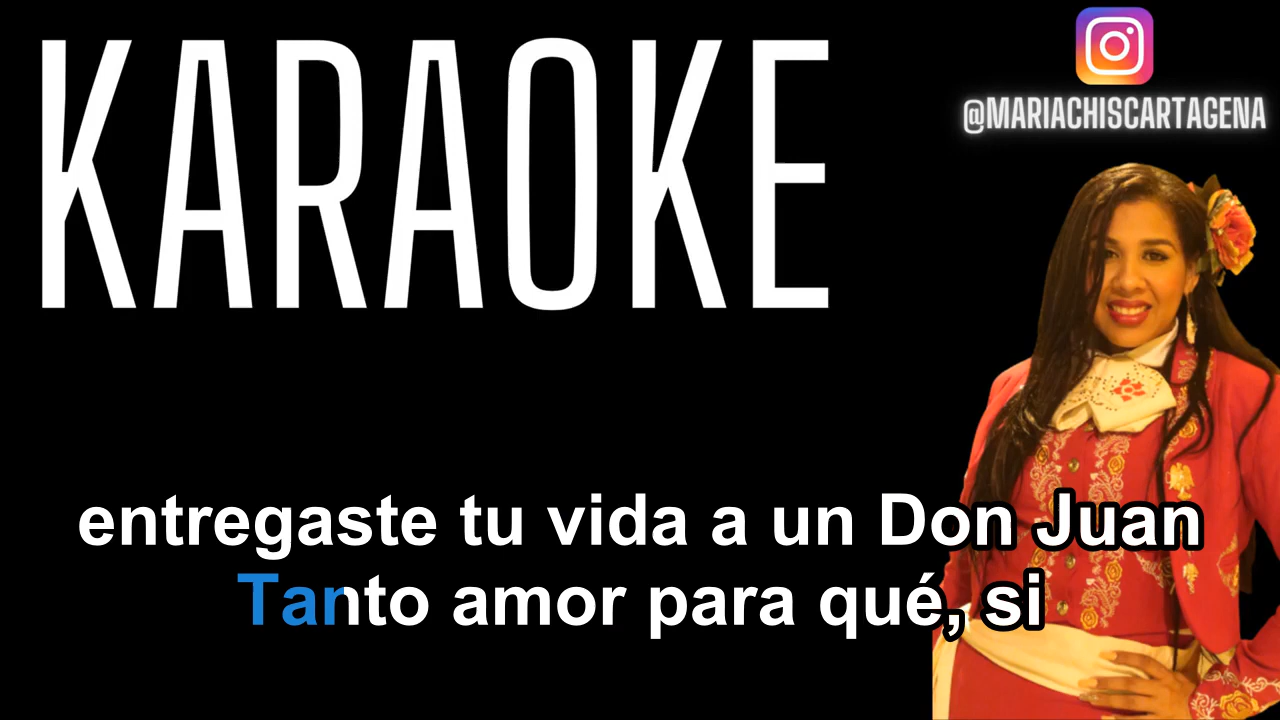 KARAOKE
@MARIACHISCARTAGENA
entregaste tu vida a un Don Juan
Tanto amor para qué, si